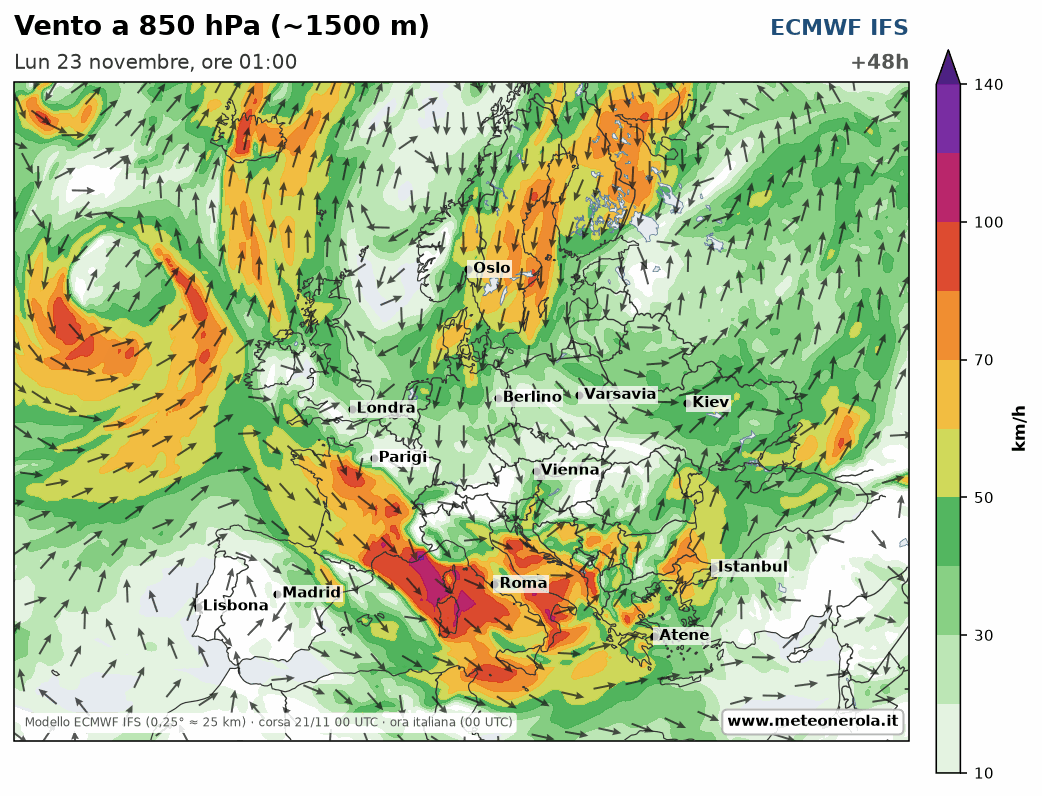 Vento a 850 hPa (~1500 m)
ECMWF IFS
Lun 23 novembre, ore 01:00
+48h
140
100
70
50
30
10
km/h
Oslo
Londra
Berlino
Varsavia
Kiev
Parigi
Vienna
Istanbul
Roma
Madrid
Lisbona
Atene
Modello ECMWF IFS (0,25° ≈ 25 km) · corsa 21/11 00 UTC · ora italiana (00 UTC)
www.meteonerola.it